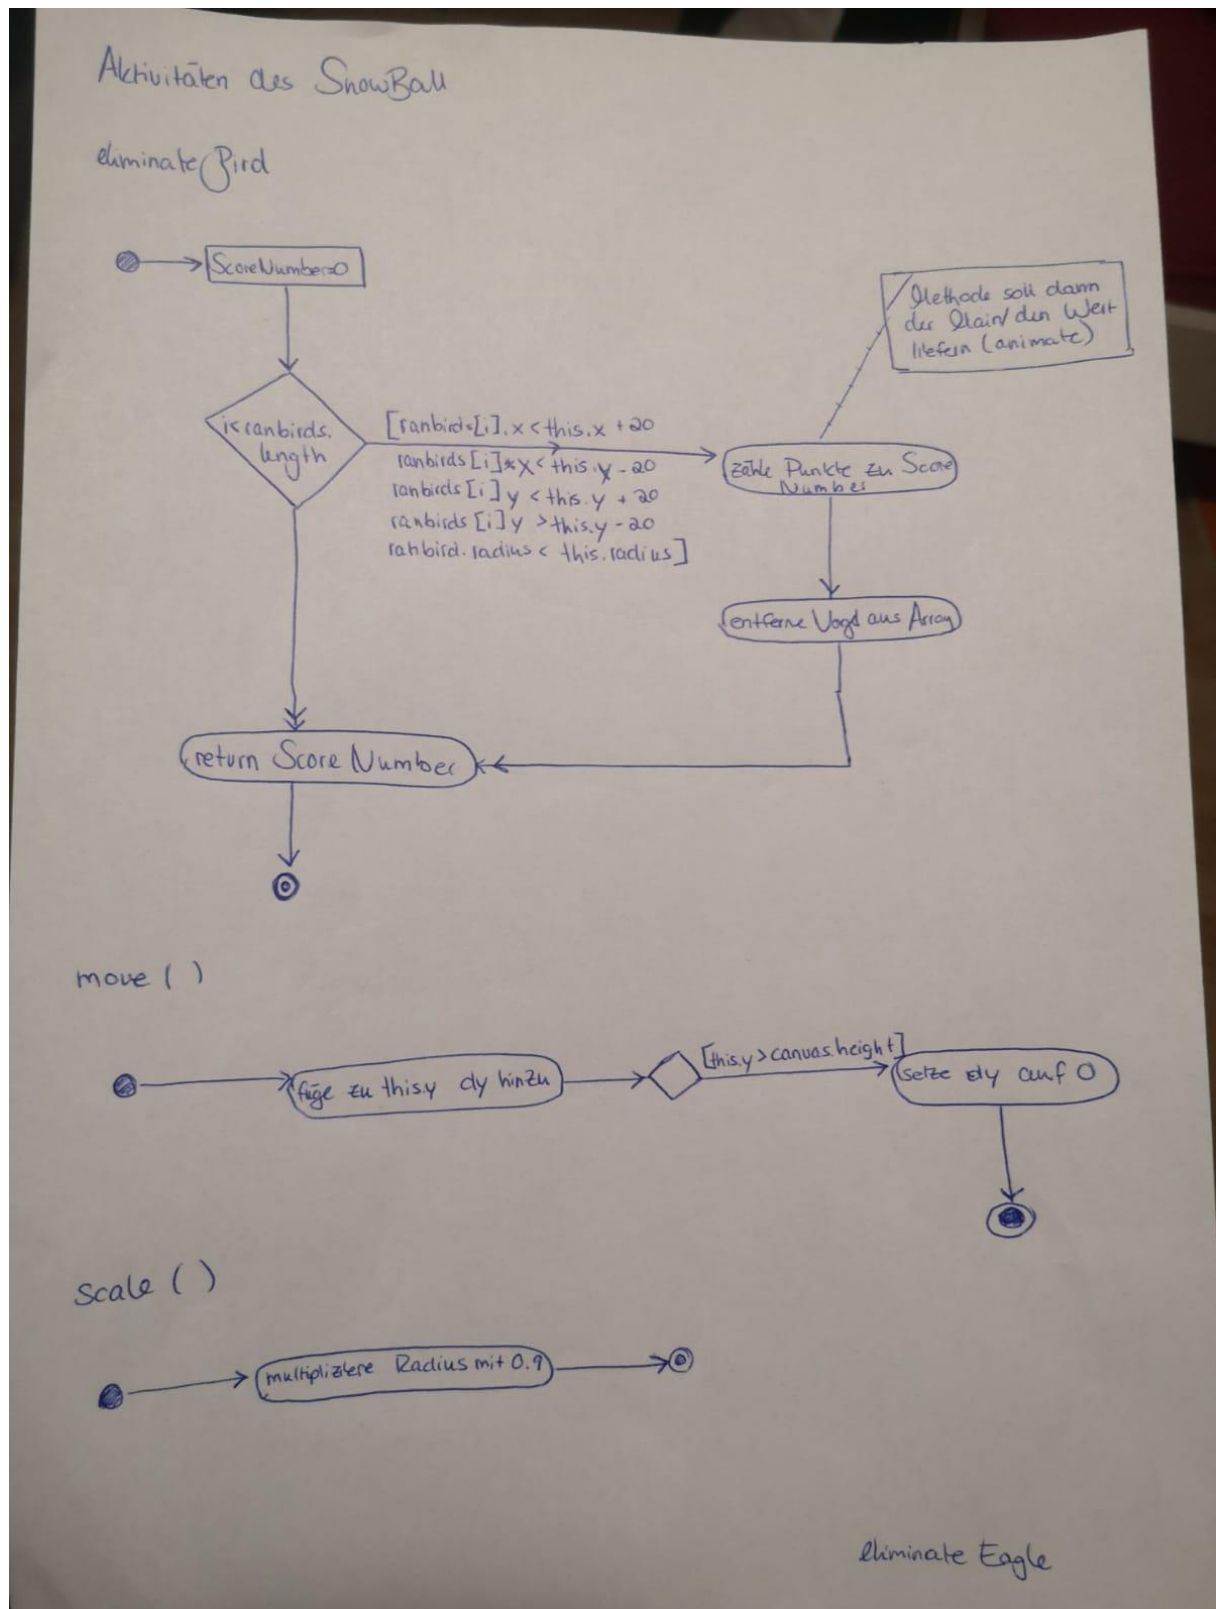 Aktivitäten des SnowBall
eliminateBird
ScoreNumber=0
Methode soll dann
der Main/den Wert
liefern (animate)
i<ranbirds.
length
[ranbirds[i].x < this.x + 20
ranbirds[i] x < this.y - 20
ranbirds[i] y < this.y + 20
ranbirds[i] y > this.y - 20
ranbird.radius < this.radius]
zähle Punkte zu Score
Number
entferne Vogel aus Array
return Score Number
move ( )
füge zu this.y dy hinzu
[this.y > canvas.height]
setze dy auf 0
scale ( )
multipliziere Radius mit 0.9
eliminate Eagle